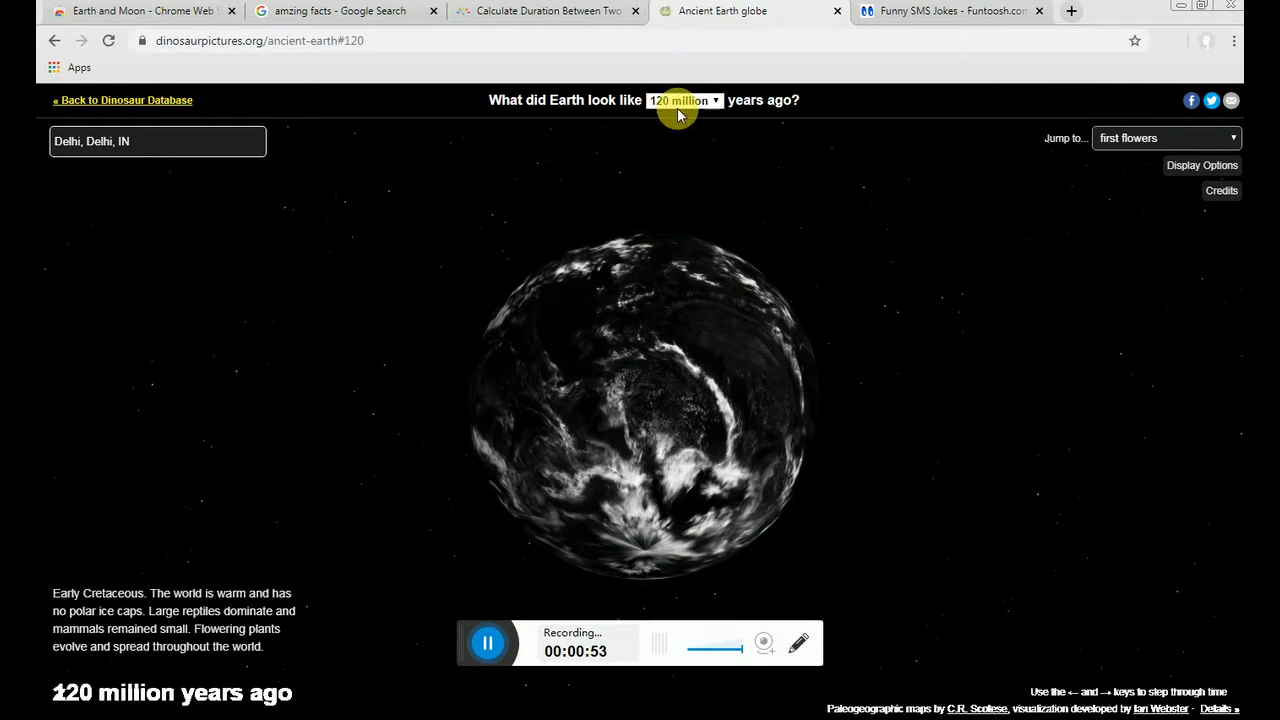 Earth and Moon - Chrome Web S
amzing facts - Google Search
Calculate Duration Between Two
Ancient Earth globe
Funny SMS Jokes - Funtoosh.com
dinosaurpictures.org/ancient-earth#120
Apps
« Back to Dinosaur Database
What did Earth look like 120 million years ago?
Delhi, Delhi, IN
Jump to... first flowers
Display Options
Credits
Early Cretaceous. The world is warm and has
no polar ice caps. Large reptiles dominate and
mammals remained small. Flowering plants
evolve and spread throughout the world.
Recording...
00:00:53
120 million years ago
Use the ← and → keys to step through time
Paleogeographic maps by C.R. Scotese, visualization developed by Ian Webster · Details »